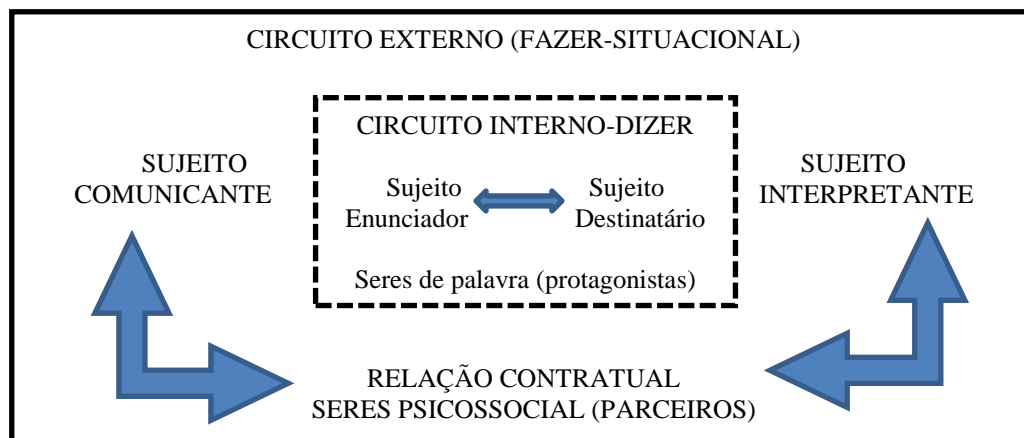 CIRCUITO EXTERNO (FAZER-SITUACIONAL)
CIRCUITO INTERNO-DIZER
SUJEITO
COMUNICANTE
Sujeito
Enunciador
Sujeito
Destinatário
SUJEITO
INTERPRETANTE
Seres de palavra (protagonistas)
RELAÇÃO CONTRATUAL
SERES PSICOSSOCIAL (PARCEIROS)